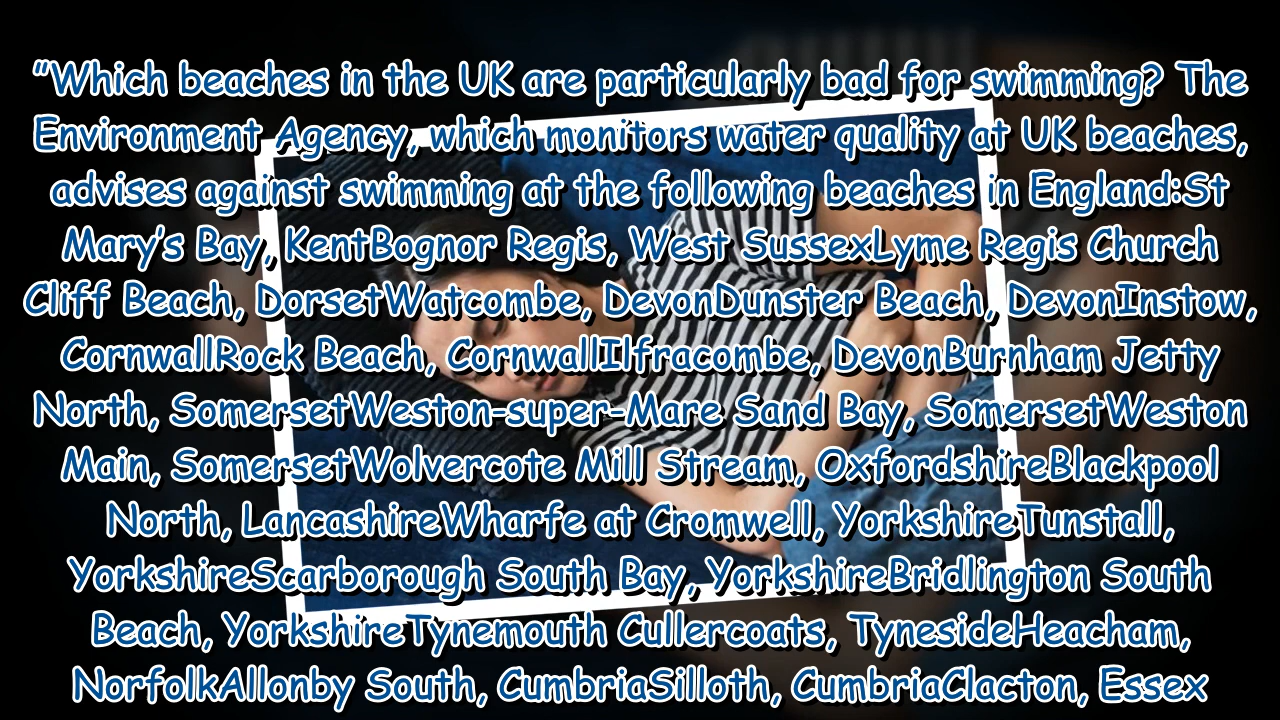 "Which beaches in the UK are particularly bad for swimming? The
Environment Agency, which monitors water quality at UK beaches,
advises against swimming at the following beaches in England:St
Mary's Bay, KentBognor Regis, West SussexLyme Regis Church
Cliff Beach, DorsetWatcombe, DevonDunster Beach, DevonInstow,
CornwallRock Beach, CornwallIlfracombe, DevonBurnham Jetty
North, SomersetWeston-super-Mare Sand Bay, SomersetWeston
Main, SomersetWolvercote Mill Stream, OxfordshireBlackpool
North, LancashireWharfe at Cromwell, YorkshireTunstall,
YorkshireScarborough South Bay, YorkshireBridlington South
Beach, YorkshireTynemouth Cullercoats, TynesideHeacham,
NorfolkAllonby South, CumbriaSilloth, CumbriaClacton, Essex